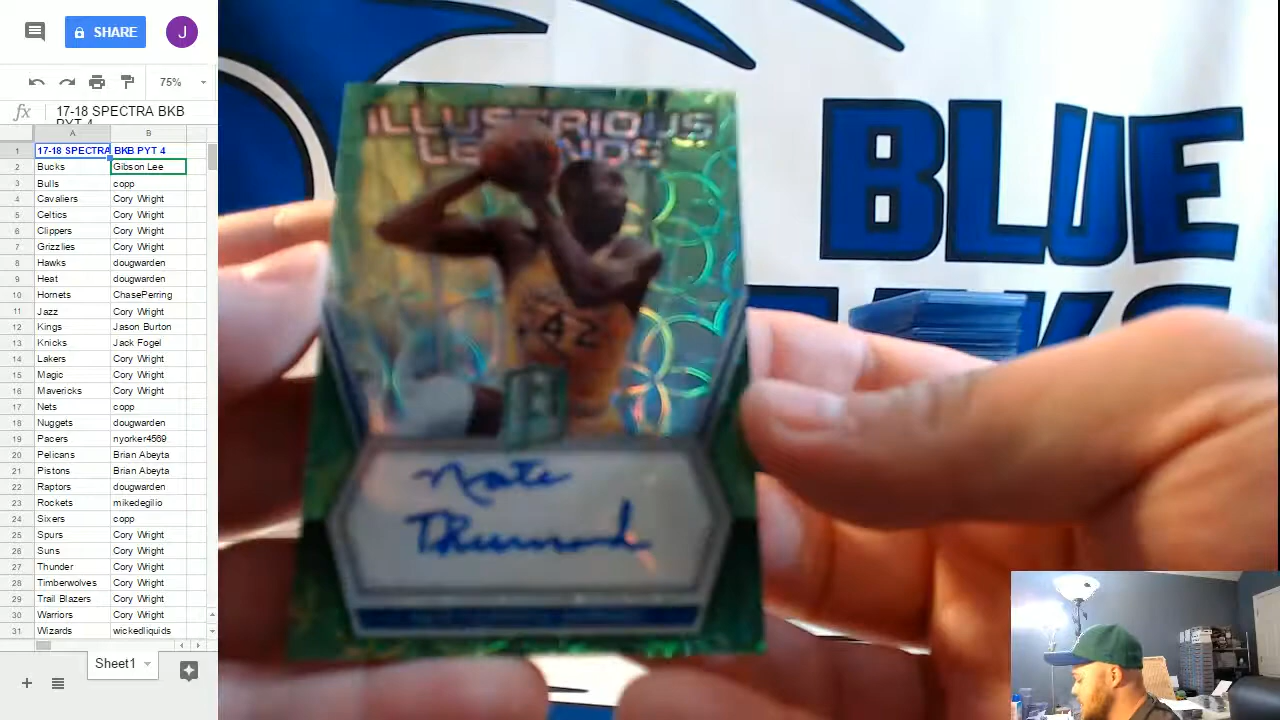 SHARE
J
75%
fx
17-18 SPECTRA BKB
PYT 4
A B
1 17-18 SPECTRA BKB PYT 4
2 Bucks Gibson Lee
3 Bulls copp
4 Cavaliers Cory Wright
5 Celtics Cory Wright
6 Clippers Cory Wright
7 Grizzlies Cory Wright
8 Hawks dougwarden
9 Heat dougwarden
10 Hornets ChasePerring
11 Jazz Cory Wright
12 Kings Jason Burton
13 Knicks Jack Fogel
14 Lakers Cory Wright
15 Magic Cory Wright
16 Mavericks Cory Wright
17 Nets copp
18 Nuggets dougwarden
19 Pacers nyorker4569
20 Pelicans Brian Abeyta
21 Pistons Brian Abeyta
22 Raptors dougwarden
23 Rockets mikedegilio
24 Sixers copp
25 Spurs Cory Wright
26 Suns Cory Wright
27 Thunder Cory Wright
28 Timberwolves Cory Wright
29 Trail Blazers Cory Wright
30 Warriors Cory Wright
31 Wizards wickedliquids
Sheet1
ILLUSTRIOUS
LEGENDS
42
Nate
Thurmond
BLUE